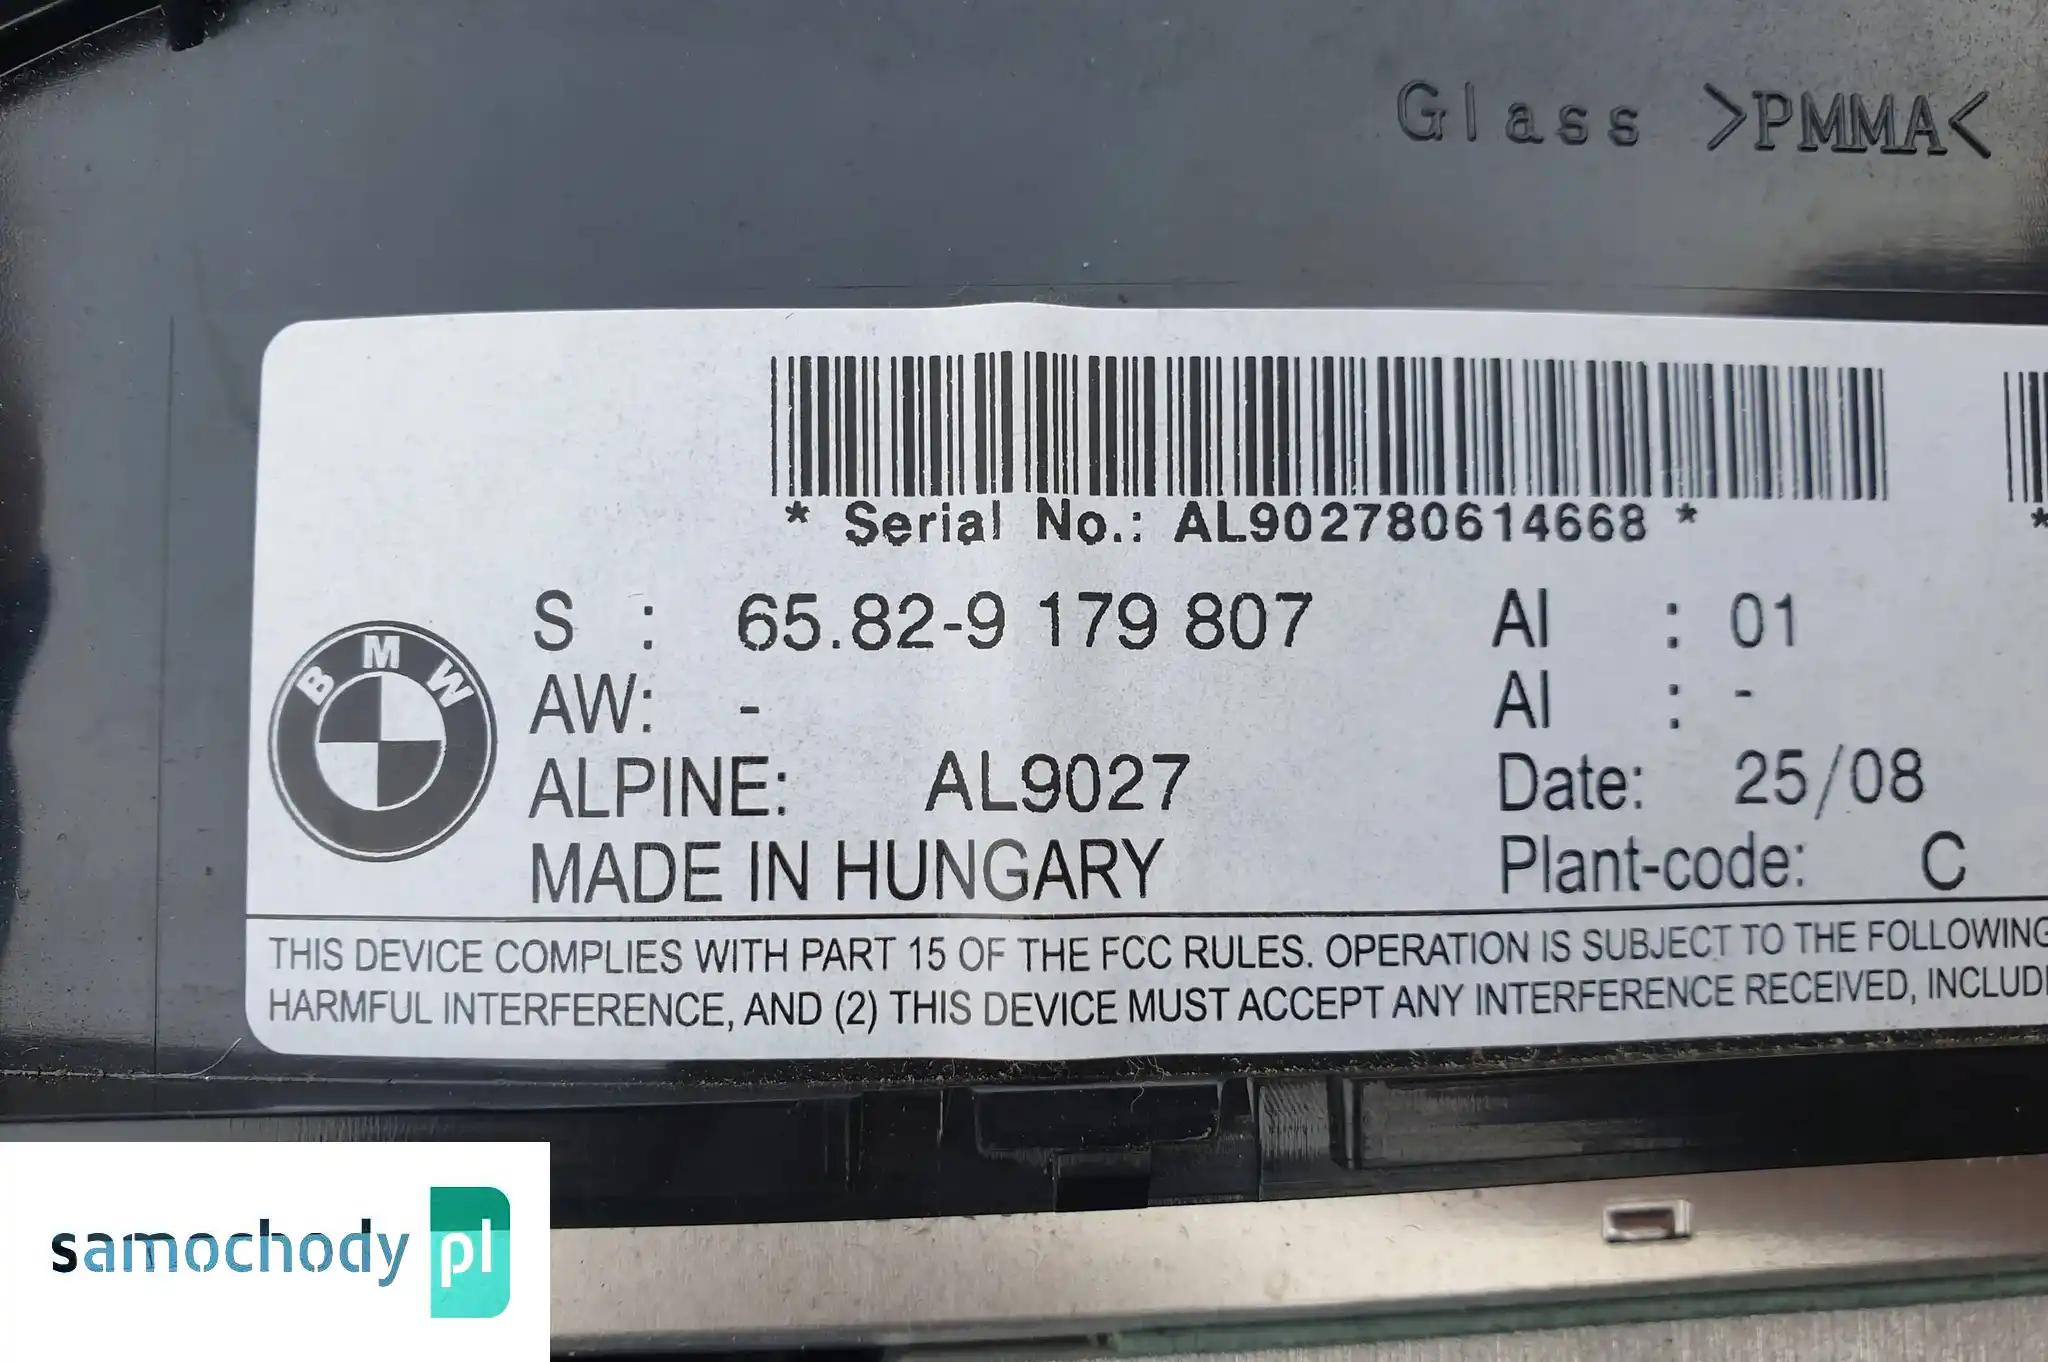 Glass >PMMA<
* Serial No.: AL902780614668 *
*
S : 65.82-9 179 807 AI : 01
AW: - AI : -
ALPINE: AL9027 Date: 25/08
MADE IN HUNGARY Plant-code: C
BMW
THIS DEVICE COMPLIES WITH PART 15 OF THE FCC RULES. OPERATION IS SUBJECT TO THE FOLLOWING
HARMFUL INTERFERENCE, AND (2) THIS DEVICE MUST ACCEPT ANY INTERFERENCE RECEIVED, INCLUDI
samochody pl